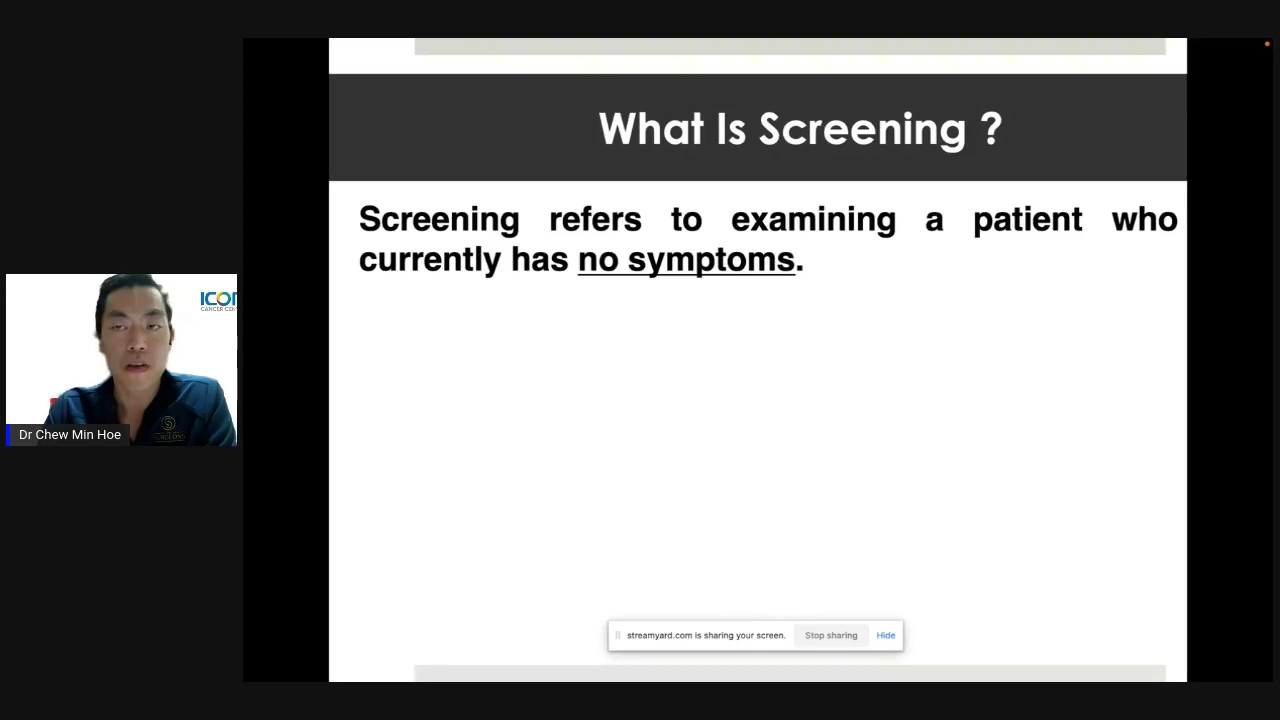 What Is Screening ?
Screening refers to examining a patient who
currently has no symptoms.
ICON
CANCER CENT
Dr Chew Min Hoe
streamyard.com is sharing your screen. Stop sharing Hide